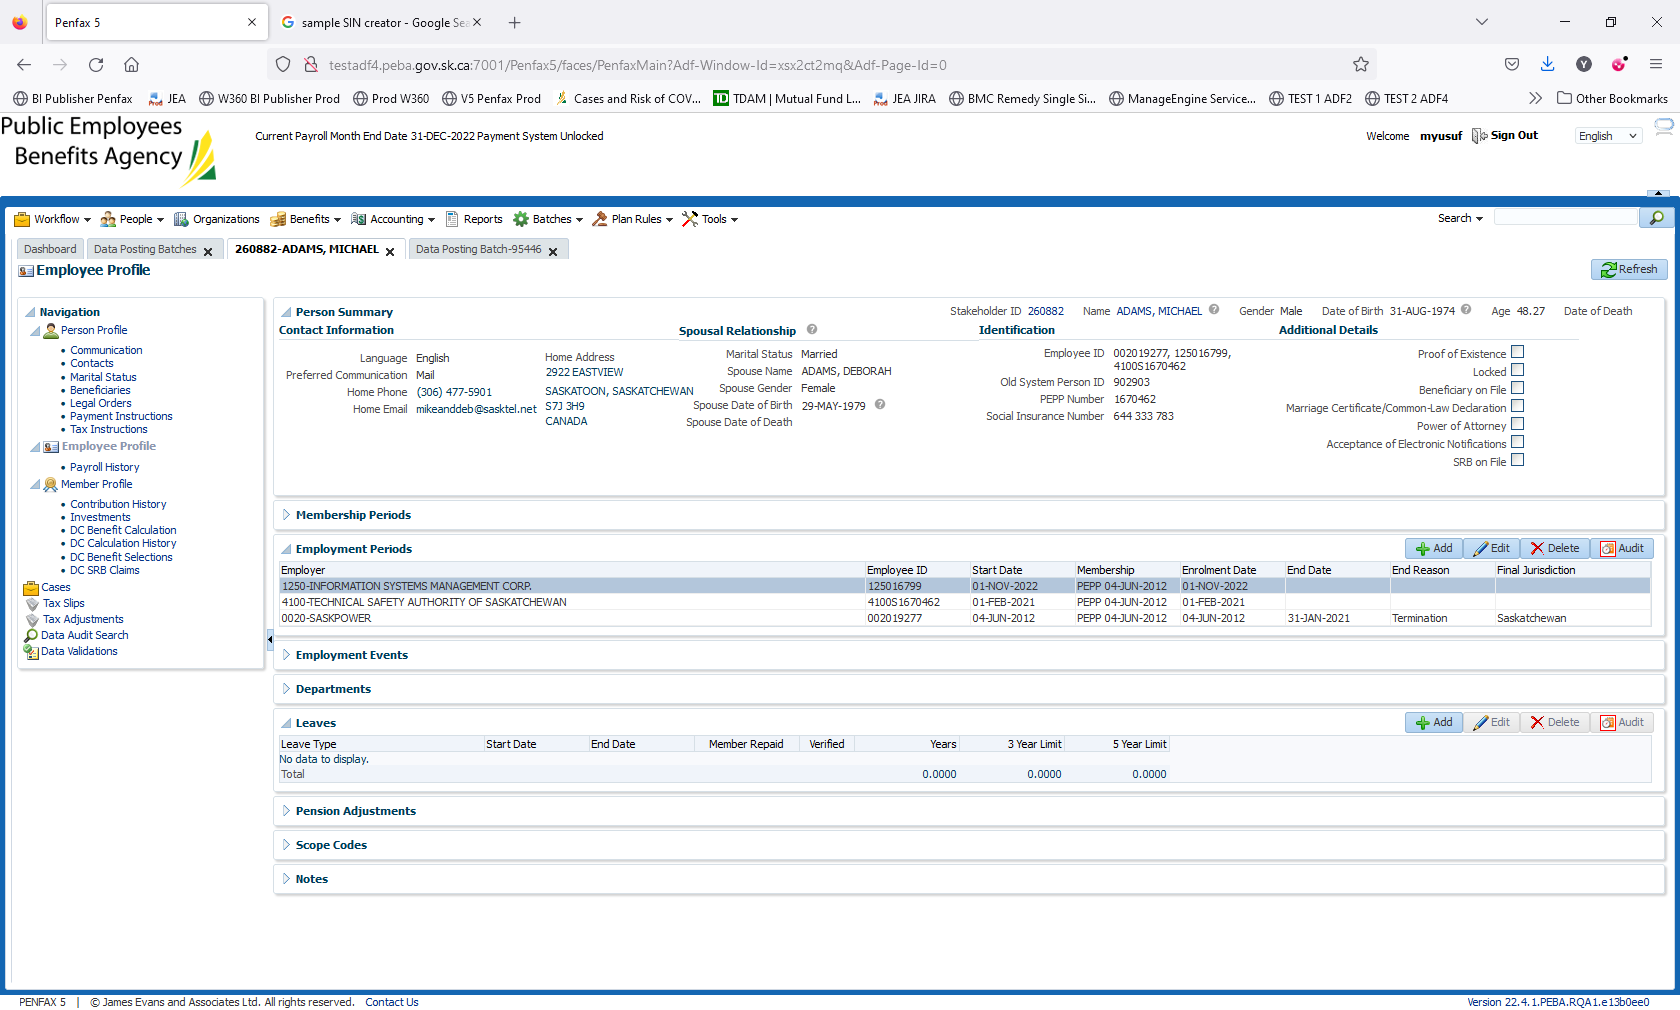 Penfax 5
sample SIN creator - Google Sea
testadf4.peba.gov.sk.ca:7001/Penfax5/faces/PenfaxMain?Adf-Window-Id=xsx2ct2mq&Adf-Page-Id=0
BI Publisher Penfax JEA W360 BI Publisher Prod Prod W360 V5 Penfax Prod Cases and Risk of COV... TDAM | Mutual Fund L... JEA JIRA BMC Remedy Single Si... ManageEngine Service... TEST 1 ADF2 TEST 2 ADF4 Other Bookmarks
Public Employees
Benefits Agency
Current Payroll Month End Date 31-DEC-2022 Payment System Unlocked
Welcome myusuf Sign Out English
Workflow People Organizations Benefits Accounting Reports Batches Plan Rules Tools Search
Dashboard Data Posting Batches 260882-ADAMS, MICHAEL Data Posting Batch-95446
Employee Profile
Refresh
Navigation
Person Profile
Communication
Contacts
Marital Status
Beneficiaries
Legal Orders
Payment Instructions
Tax Instructions
Employee Profile
Payroll History
Member Profile
Contribution History
Investments
DC Benefit Calculation
DC Calculation History
DC Benefit Selections
DC SRB Claims
Cases
Tax Slips
Tax Adjustments
Data Audit Search
Data Validations
Person Summary
Stakeholder ID 260882 Name ADAMS, MICHAEL Gender Male Date of Birth 31-AUG-1974 Age 48.27 Date of Death
Contact Information
Language English
Preferred Communication Mail
Home Phone (306) 477-5901
Home Email mikeanddeb@sasktel.net
Home Address
2922 EASTVIEW
SASKATOON, SASKATCHEWAN
S7J 3H9
CANADA
Spousal Relationship
Marital Status Married
Spouse Name ADAMS, DEBORAH
Spouse Gender Female
Spouse Date of Birth 29-MAY-1979
Spouse Date of Death
Identification
Employee ID 002019277, 125016799,
4100S1670462
Old System Person ID 902903
PEPP Number 1670462
Social Insurance Number 644 333 783
Additional Details
Proof of Existence
Locked
Beneficiary on File
Marriage Certificate/Common-Law Declaration
Power of Attorney
Acceptance of Electronic Notifications
SRB on File
Membership Periods
Employment Periods
Add Edit Delete Audit
Employer Employee ID Start Date Membership Enrolment Date End Date End Reason Final Jurisdiction
1250-INFORMATION SYSTEMS MANAGEMENT CORP. 125016799 01-NOV-2022 PEPP 04-JUN-2012 01-NOV-2022
4100-TECHNICAL SAFETY AUTHORITY OF SASKATCHEWAN 4100S1670462 01-FEB-2021 PEPP 04-JUN-2012 01-FEB-2021
0020-SASKPOWER 002019277 04-JUN-2012 PEPP 04-JUN-2012 04-JUN-2012 31-JAN-2021 Termination Saskatchewan
Employment Events
Departments
Leaves
Add Edit Delete Audit
Leave Type Start Date End Date Member Repaid Verified Years 3 Year Limit 5 Year Limit
No data to display.
Total 0.0000 0.0000 0.0000
Pension Adjustments
Scope Codes
Notes
PENFAX 5 | © James Evans and Associates Ltd. All rights reserved. Contact Us
Version 22.4.1.PEBA.RQA1.e13b0ee0